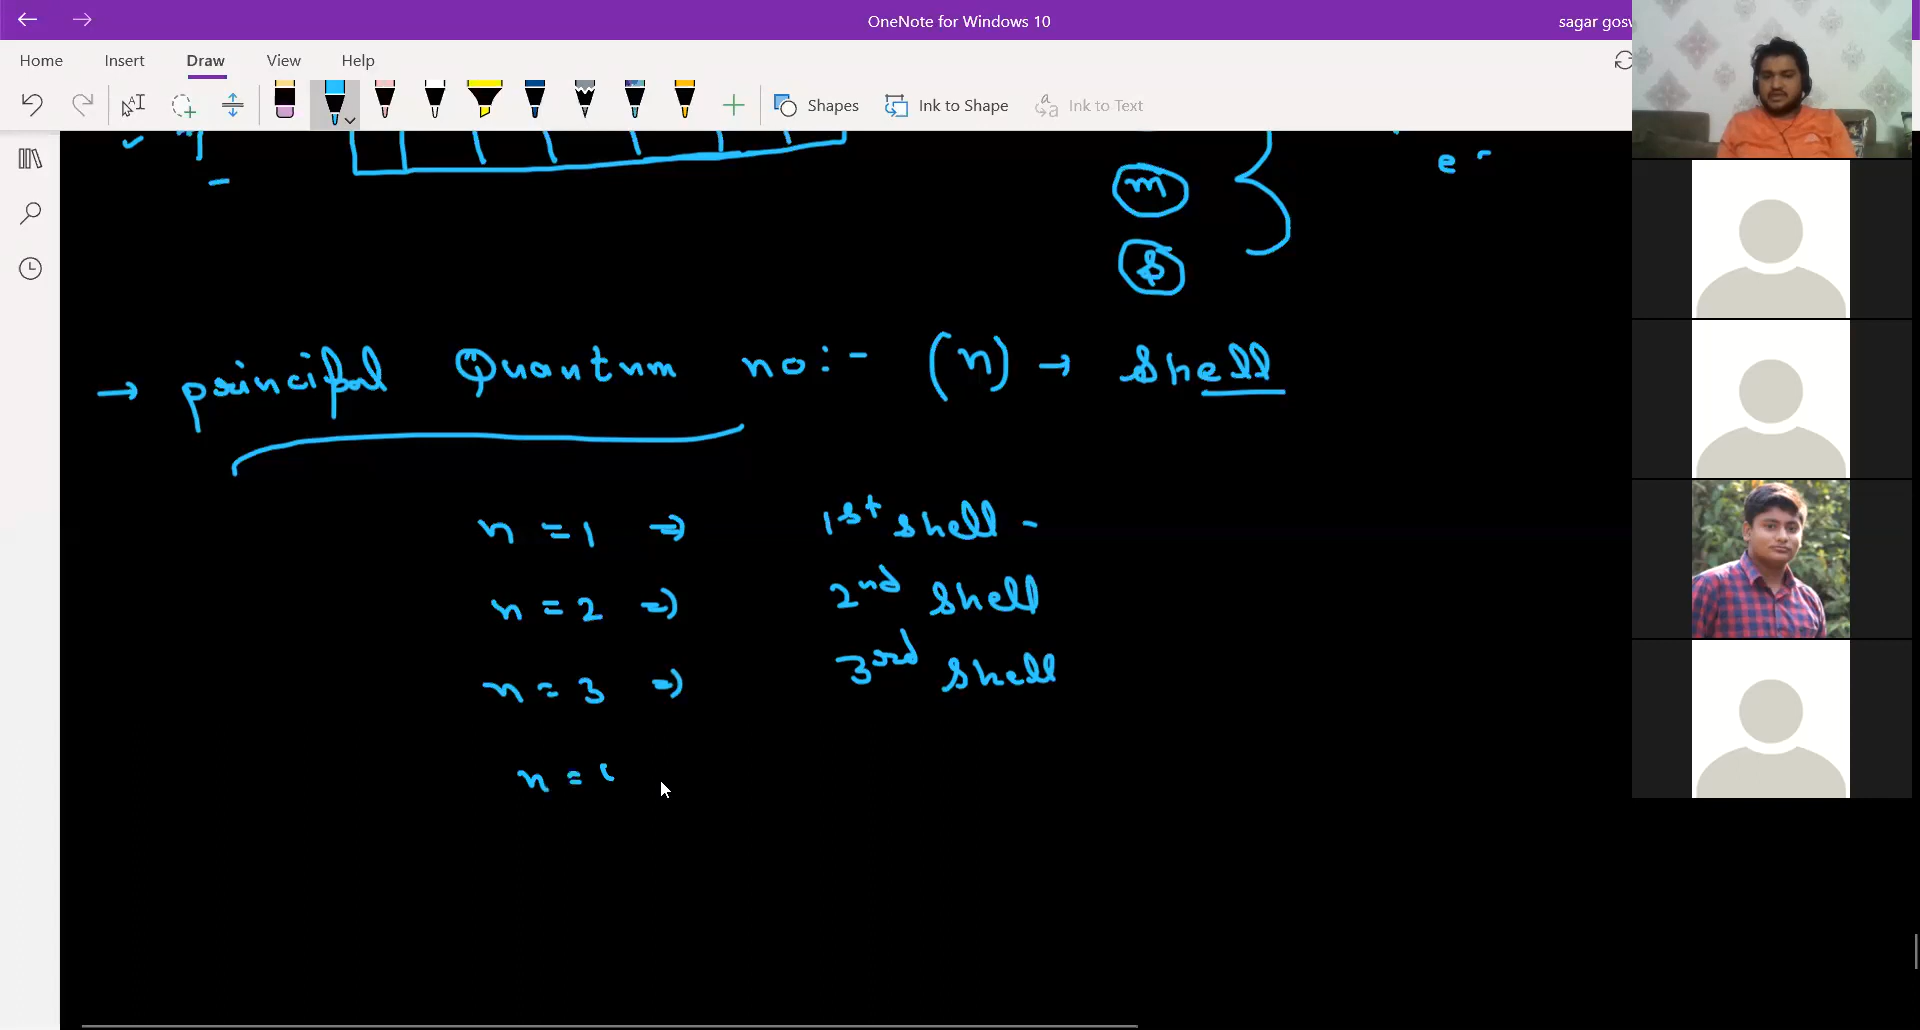 OneNote for Windows 10
sagar gosw
Home Insert Draw View Help
Shapes Ink to Shape Ink to Text
e -
m
s
→ principal Quantum no:- (n) → Shell
n = 1 ⇒ 1st shell -
n = 2 ⇒ 2nd shell
n = 3 ⇒ 3rd shell
n =